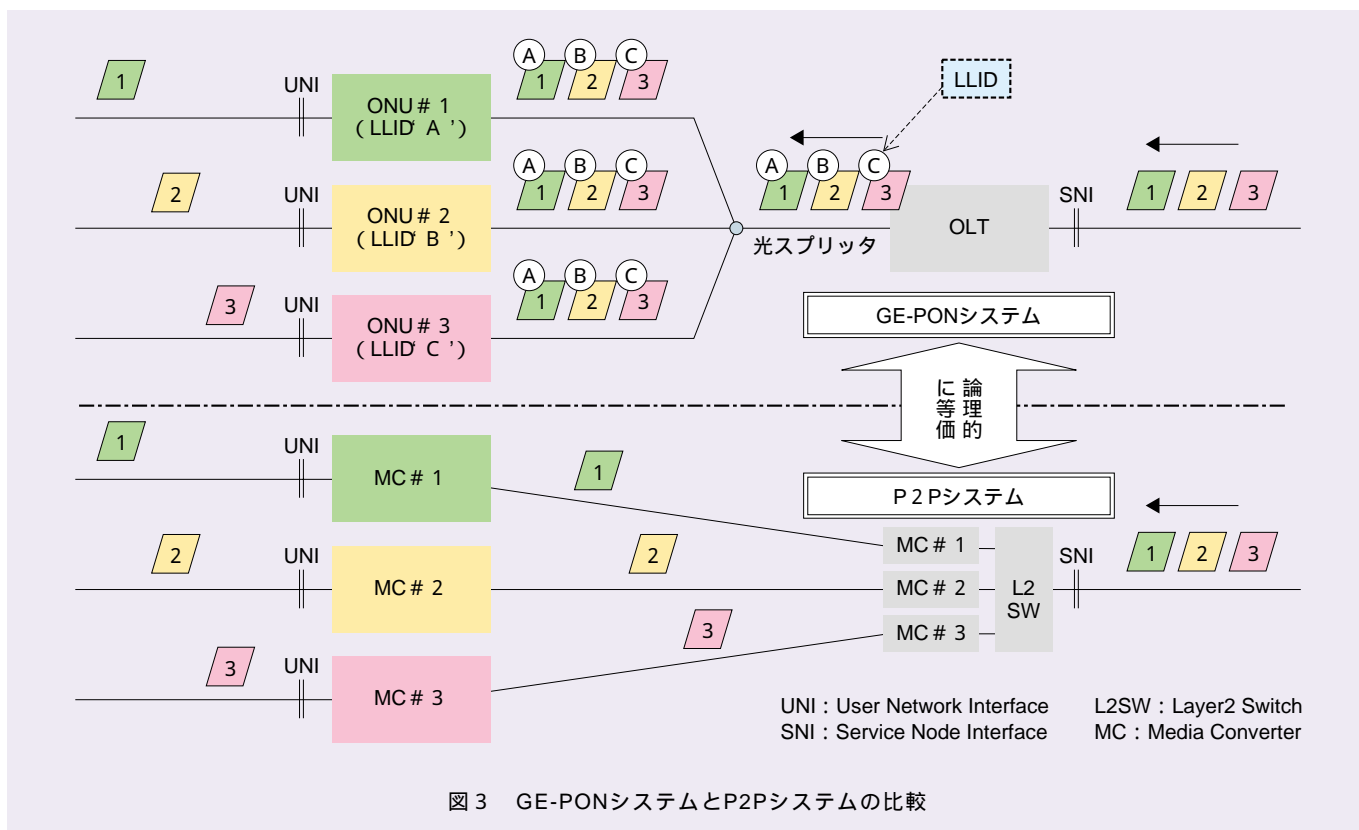 1
UNI
ONU# 1
( LLID‘ A ’)
A B C
1 2 3
LLID
2
UNI
ONU# 2
( LLID‘ B ’)
A B C
1 2 3
A B C
1 2 3
光スプリッタ
OLT
SNI
1 2 3
3
UNI
ONU# 3
( LLID‘ C ’)
A B C
1 2 3
GE-PONシステム
論理的
に等価
P 2 Pシステム
1
UNI
MC# 1
1
2
UNI
MC# 2
2
3
UNI
MC# 3
3
MC# 1
MC# 2
MC# 3
L2
SW
SNI
1 2 3
UNI：User Network Interface
SNI：Service Node Interface
L2SW：Layer2 Switch
MC：Media Converter
図 3　GE-PONシステムとP2Pシステムの比較